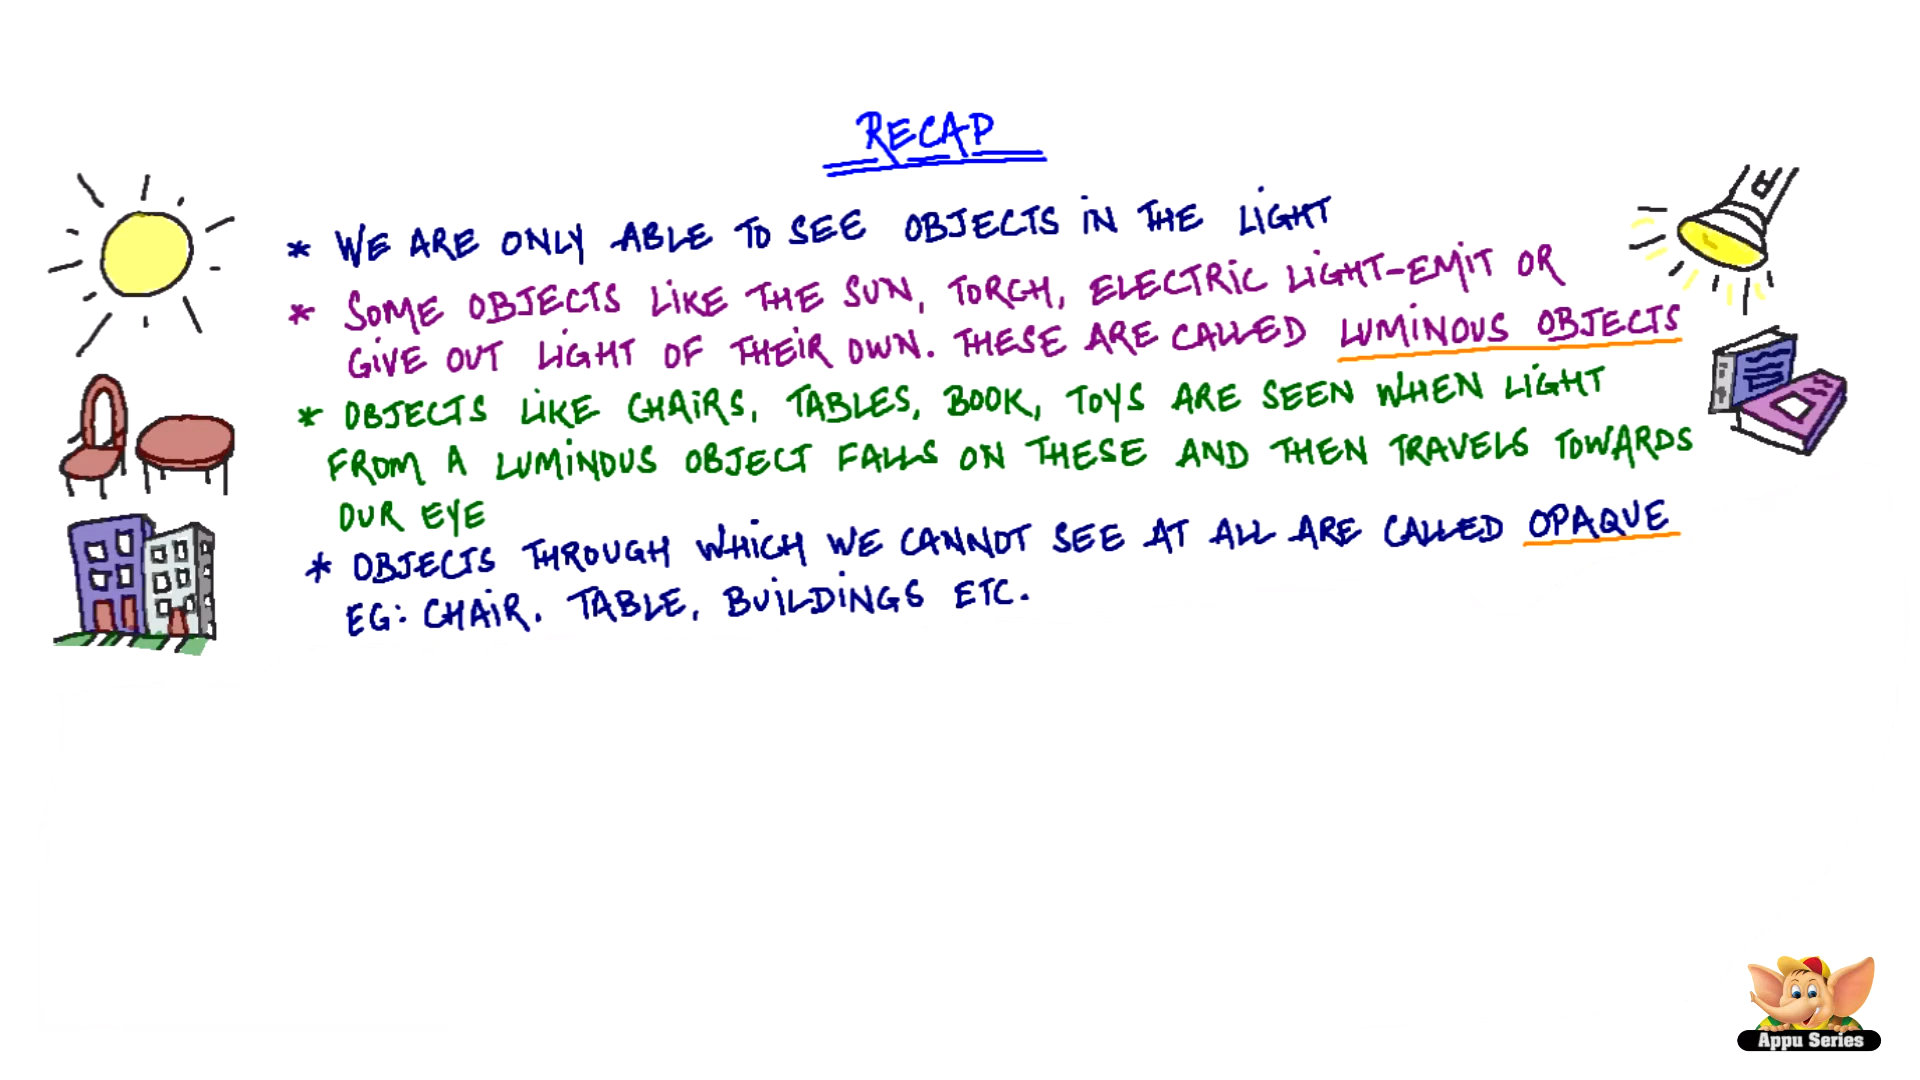 RECAP
* WE ARE ONLY ABLE TO SEE OBJECTS IN THE LIGHT
* SOME OBJECTS LIKE THE SUN, TORCH, ELECTRIC LIGHT-EMIT OR
GIVE OUT LIGHT OF THEIR OWN. THESE ARE CALLED LUMINOUS OBJECTS
* OBJECTS LIKE CHAIRS, TABLES, BOOK, TOYS ARE SEEN WHEN LIGHT
FROM A LUMINOUS OBJECT FALLS ON THESE AND THEN TRAVELS TOWARDS
OUR EYE
* OBJECTS THROUGH WHICH WE CANNOT SEE AT ALL ARE CALLED OPAQUE
EG: CHAIR. TABLE, BUILDINGS ETC.
Appu Series